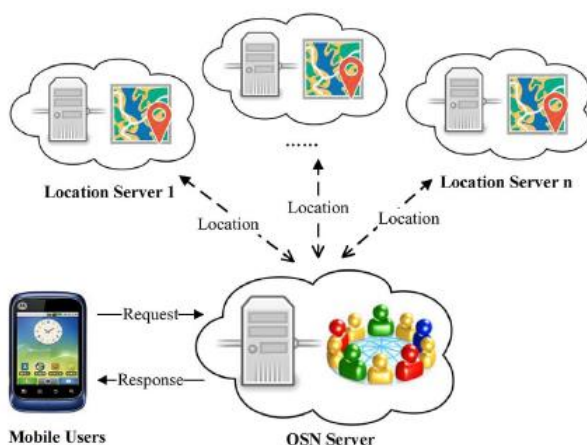 ......
Location Server 1
Location Server n
Location
Location
Location
Request
Response
Mobile Users
OSN Server